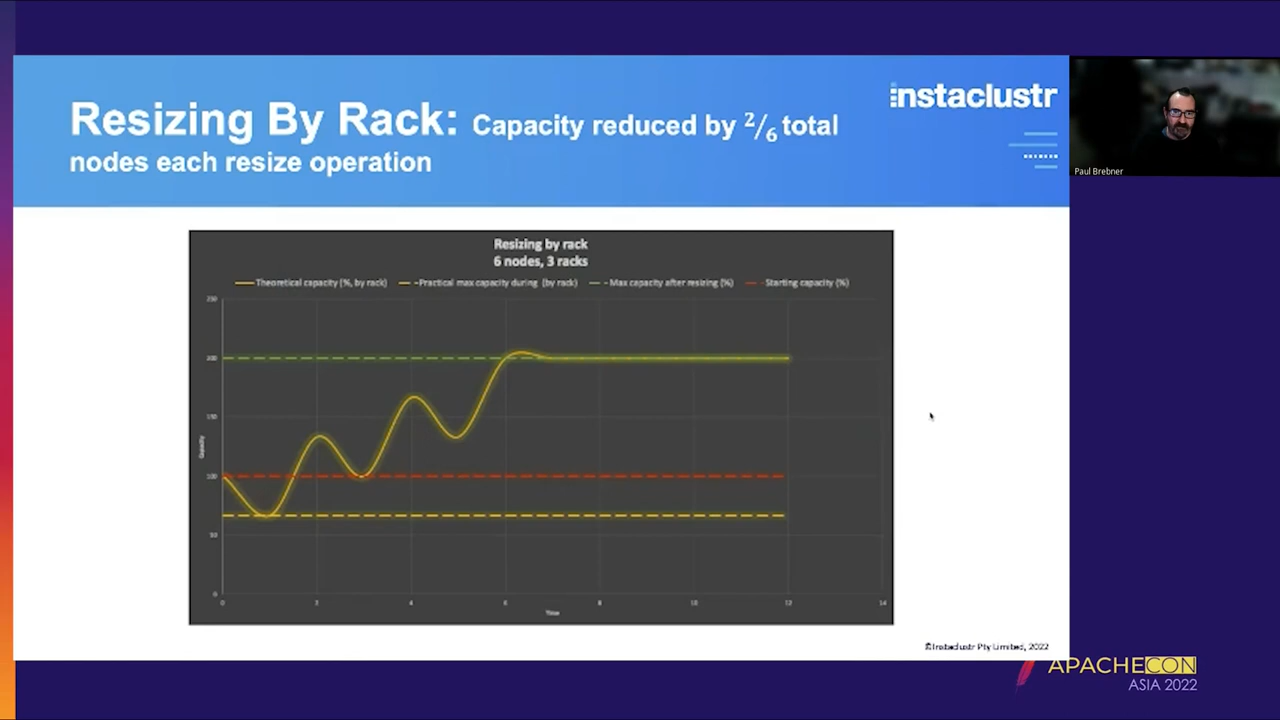 Resizing By Rack: Capacity reduced by 2/6 total
nodes each resize operation
instaclustr
Paul Brebner
Resizing by rack
6 nodes, 3 racks
Theoretical capacity (%, by rack) Practical max capacity during (by rack) Max capacity after resizing (%) Starting capacity (%)
250
200
150
100
50
0
Capacity
0 2 4 6 8 10 12 14
Time
©Instaclustr Pty Limited, 2022
APACHECON
ASIA 2022